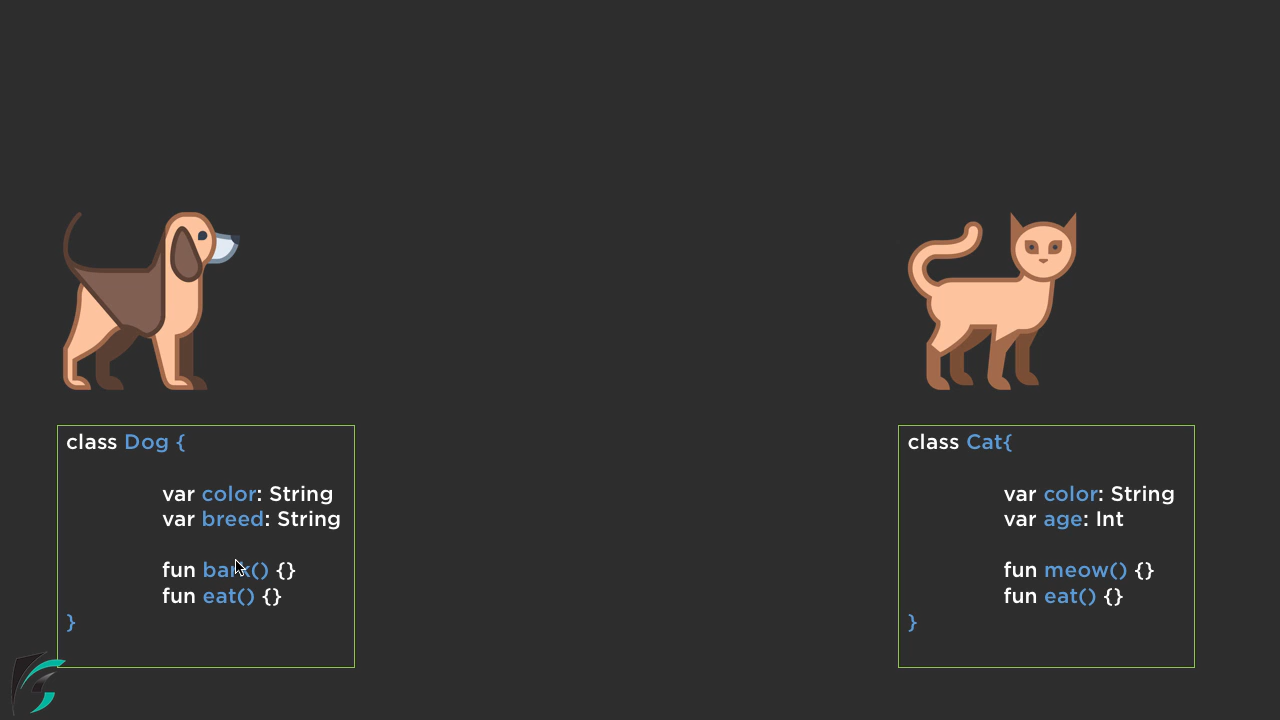 class Dog {
var color: String
var breed: String
fun bark() {}
fun eat() {}
}
class Cat{
var color: String
var age: Int
fun meow() {}
fun eat() {}
}